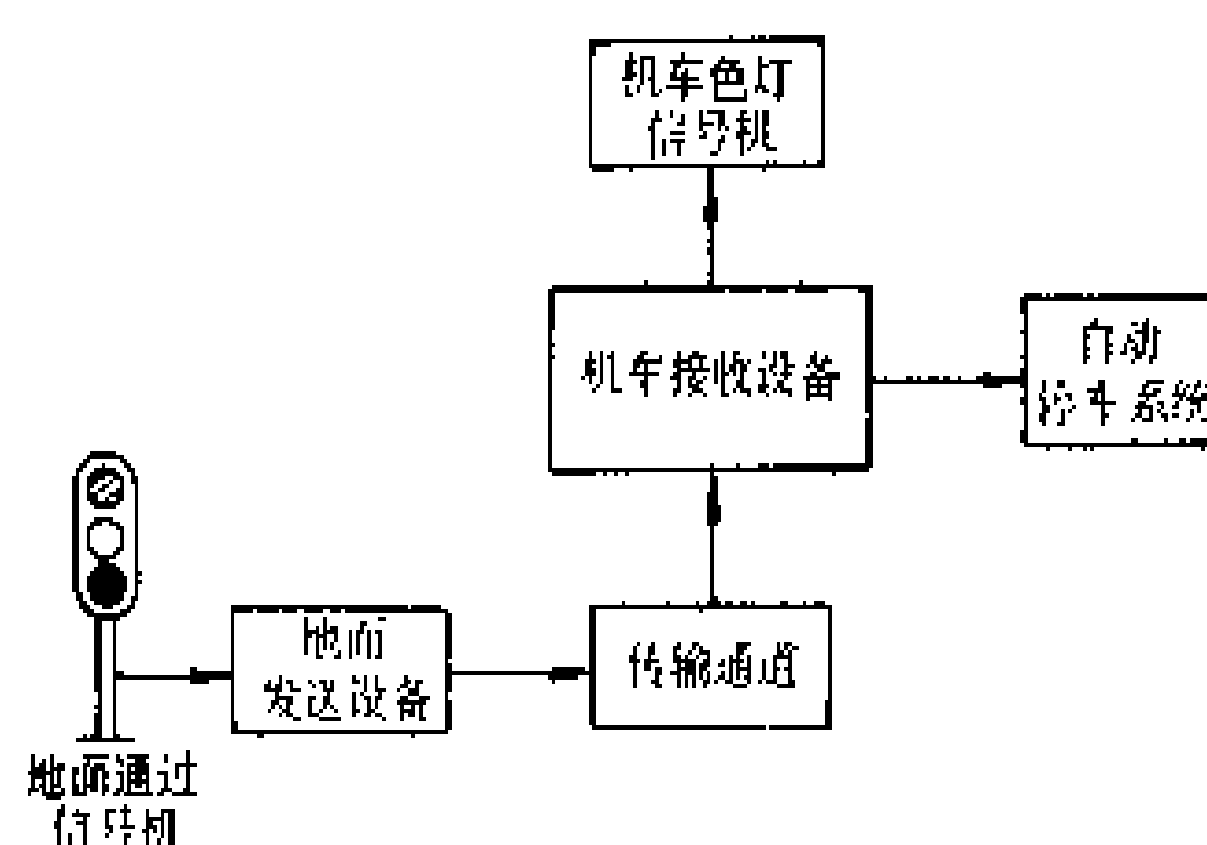 机车色灯
信号机
机车接收设备
自动
停车系统
地面
发送设备
传输通道
地面通过
信号机